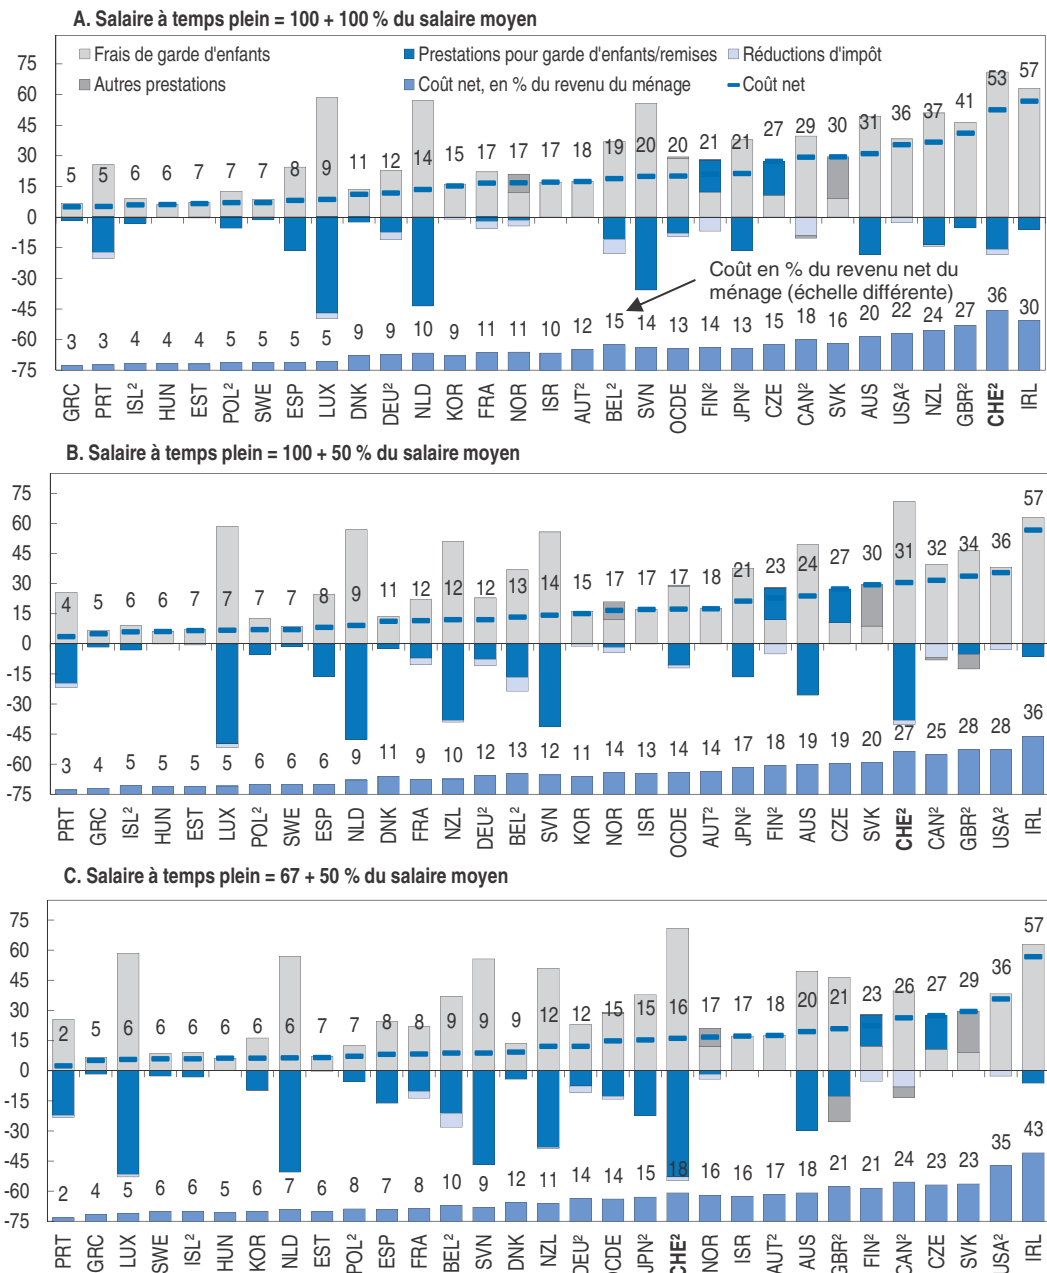 A. Salaire à temps plein = 100 + 100 % du salaire moyen
Frais de garde d'enfants
Prestations pour garde d'enfants/remises
Réductions d'impôt
Autres prestations
Coût net, en % du revenu du ménage
Coût net
75
60
45
30
15
0
-15
-30
-45
-60
-75
5 5 6 6 7 7 7 8 9 11 12 14 15 17 17 17 18 19 20 20 21 21 27 29 30 31 36 37 41 53 57
Coût en % du revenu net du
ménage (échelle différente)
3 3 4 4 4 5 5 5 5 9 9 10 9 11 11 10 12 15 14 13 14 13 15 18 16 20 22 24 27 36 30
GRC PRT ISL² HUN EST POL² SWE ESP LUX DNK DEU² NLD KOR FRA NOR ISR AUT² BEL² SVN OCDE FIN² JPN² CZE CAN² SVK AUS USA² NZL GBR² CHE² IRL
B. Salaire à temps plein = 100 + 50 % du salaire moyen
75
60
45
30
15
0
-15
-30
-45
-60
-75
4 5 6 6 7 7 7 7 8 9 11 12 12 12 13 14 15 17 17 17 18 21 23 24 27 30 31 32 34 36 57
3 4 5 5 5 5 6 6 6 9 11 9 10 12 13 12 11 14 13 14 14 17 18 19 19 20 27 25 28 28 36
PRT GRC ISL² HUN EST LUX POL² SWE ESP NLD DNK FRA NZL DEU² BEL² SVN KOR NOR ISR OCDE AUT² JPN² FIN² AUS CZE SVK CHE² CAN² GBR² USA² IRL
C. Salaire à temps plein = 67 + 50 % du salaire moyen
75
60
45
30
15
0
-15
-30
-45
-60
-75
2 5 6 6 6 6 6 6 7 7 8 8 9 9 9 12 12 15 15 16 17 17 18 20 21 23 26 27 29 36 57
2 4 5 6 6 5 6 7 6 8 7 8 10 9 12 11 14 14 15 18 16 16 17 18 21 21 24 23 23 35 43
PRT GRC LUX SWE ISL² HUN KOR NLD EST POL² ESP FRA BEL² SVN DNK NZL DEU² OCDE JPN² CHE² NOR ISR AUT² AUS GBR² FIN² CAN² CZE SVK USA² IRL